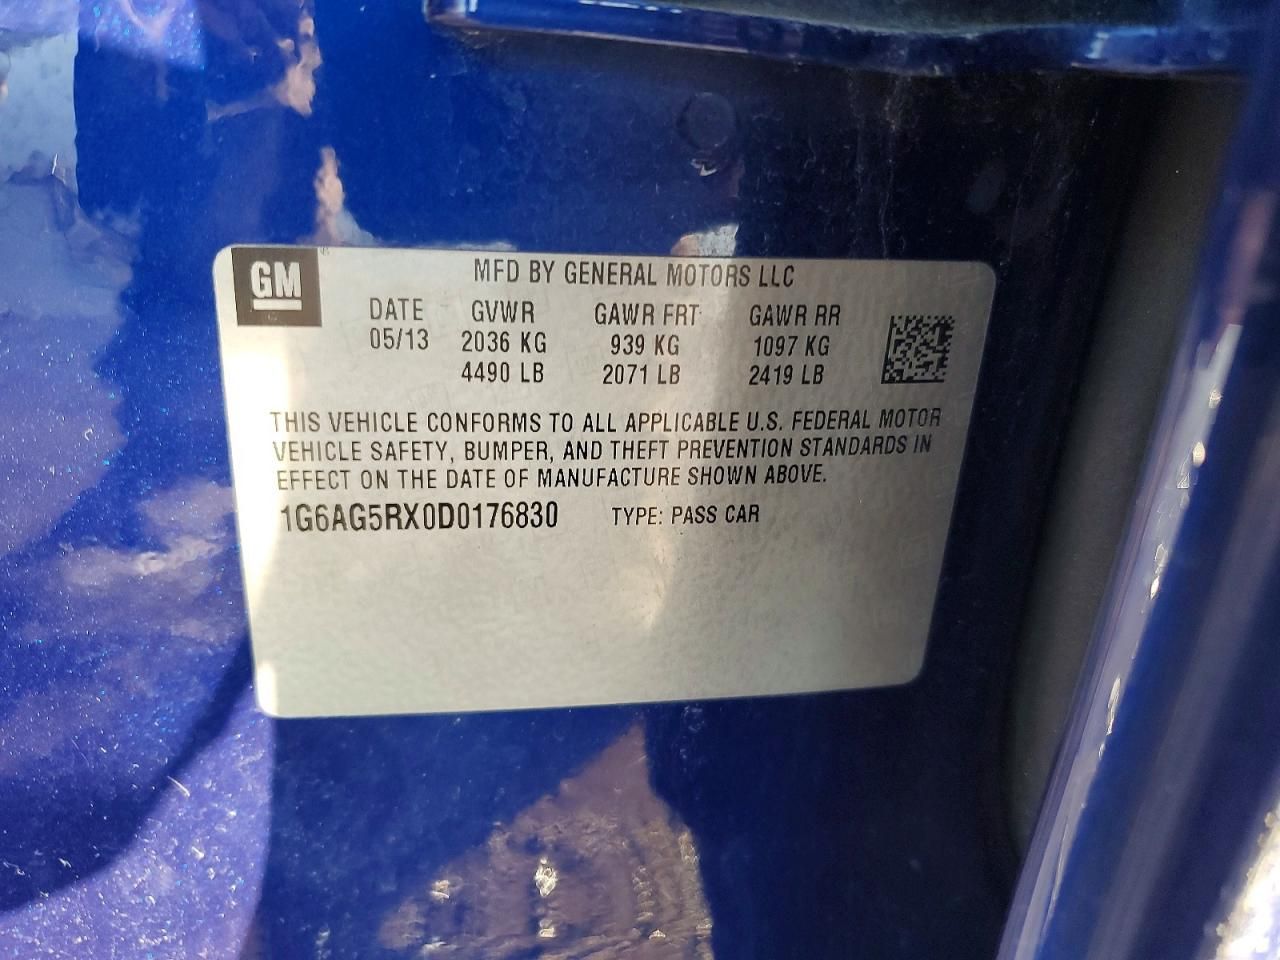 GM
MFD BY GENERAL MOTORS LLC
DATE GVWR GAWR FRT GAWR RR
05/13 2036 KG 939 KG 1097 KG
4490 LB 2071 LB 2419 LB
THIS VEHICLE CONFORMS TO ALL APPLICABLE U.S. FEDERAL MOTOR
VEHICLE SAFETY, BUMPER, AND THEFT PREVENTION STANDARDS IN
EFFECT ON THE DATE OF MANUFACTURE SHOWN ABOVE.
1G6AG5RX0D0176830 TYPE: PASS CAR